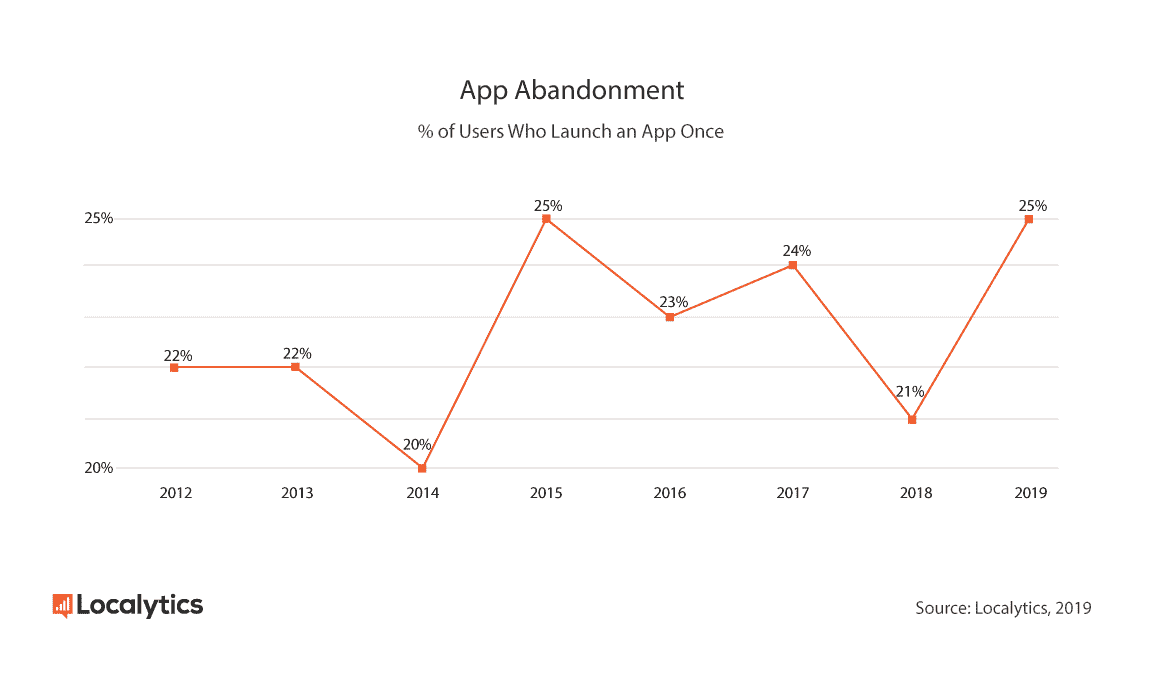 App Abandonment
% of Users Who Launch an App Once
25%
20%
22%
22%
20%
25%
23%
24%
21%
25%
2012 2013 2014 2015 2016 2017 2018 2019
Localytics
Source: Localytics, 2019